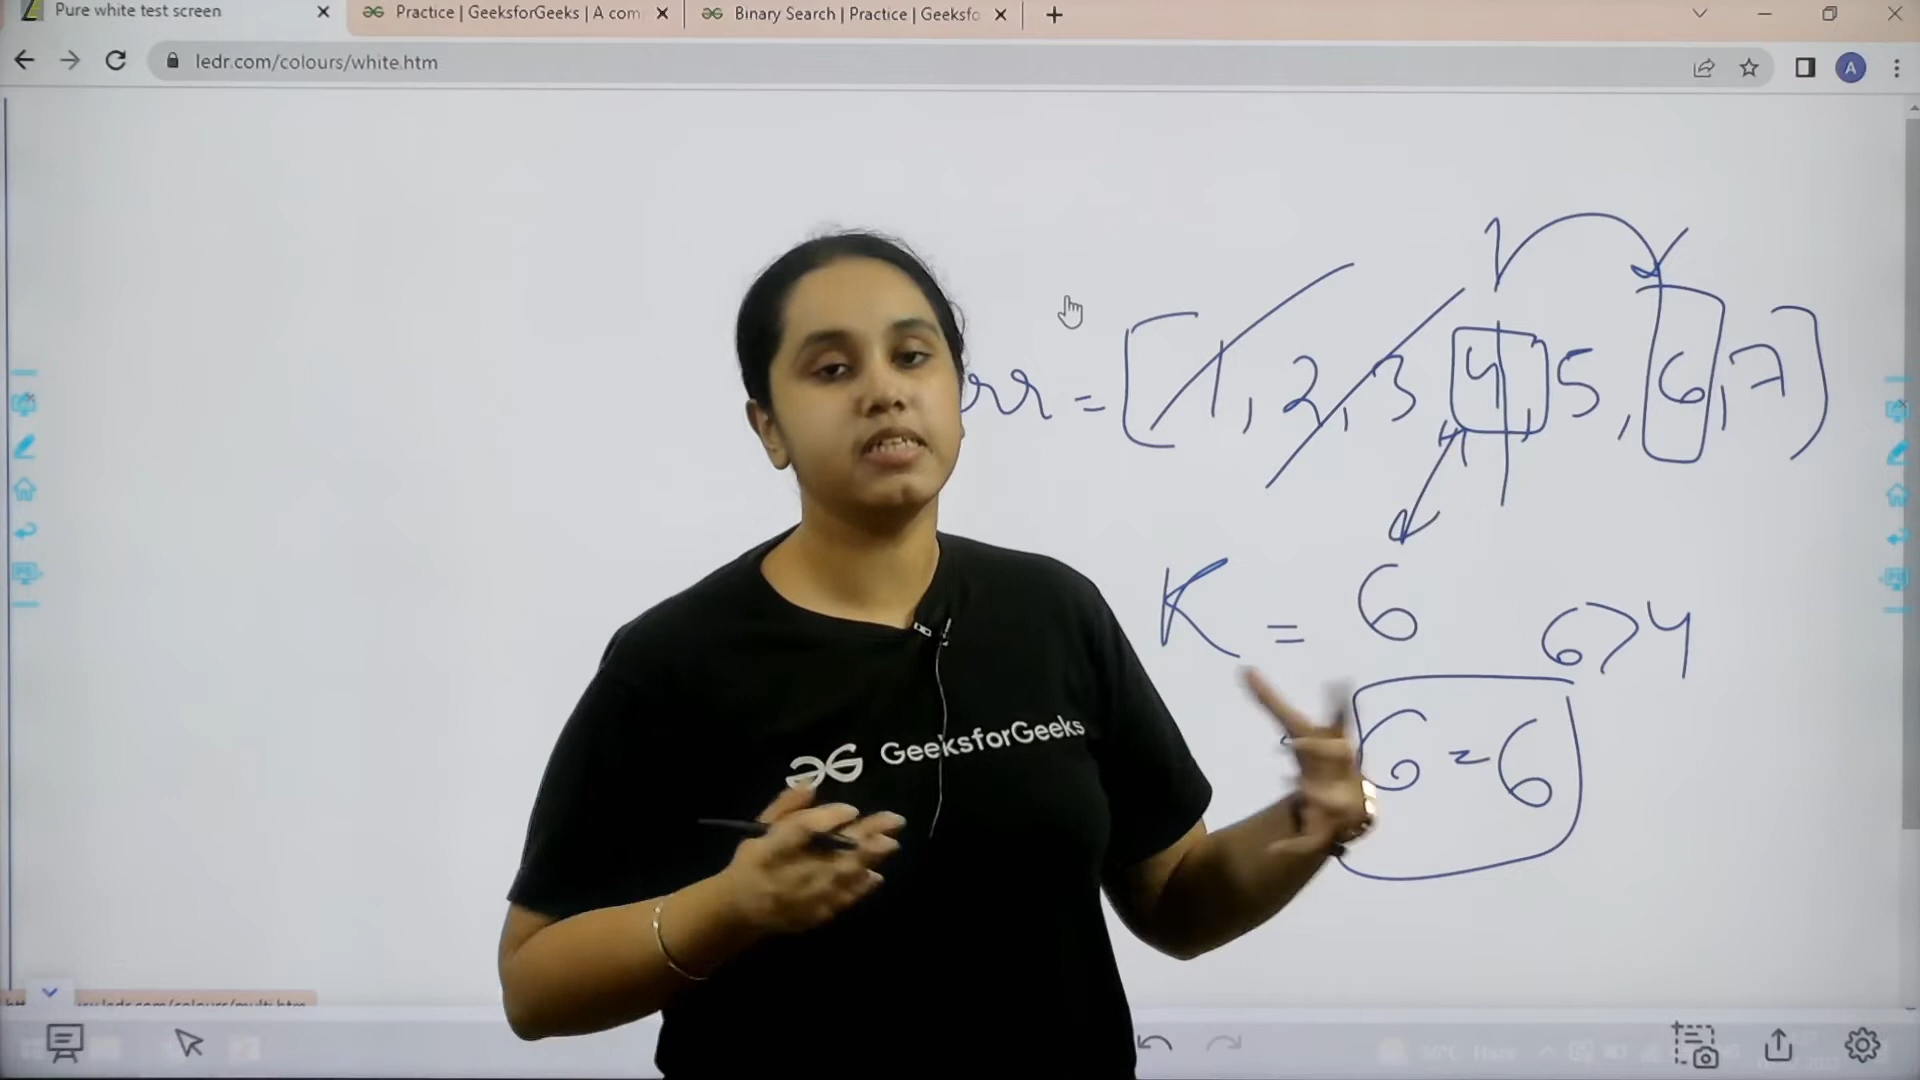 Pure white test screen
Practice | GeeksforGeeks | A com
Binary Search | Practice | Geeksfo
ledr.com/colours/white.htm
A
rr = [1, 2, 3, 4, 5, 6, 7]
K = 6
6 > 4
6 = 6
GeeksforGeeks